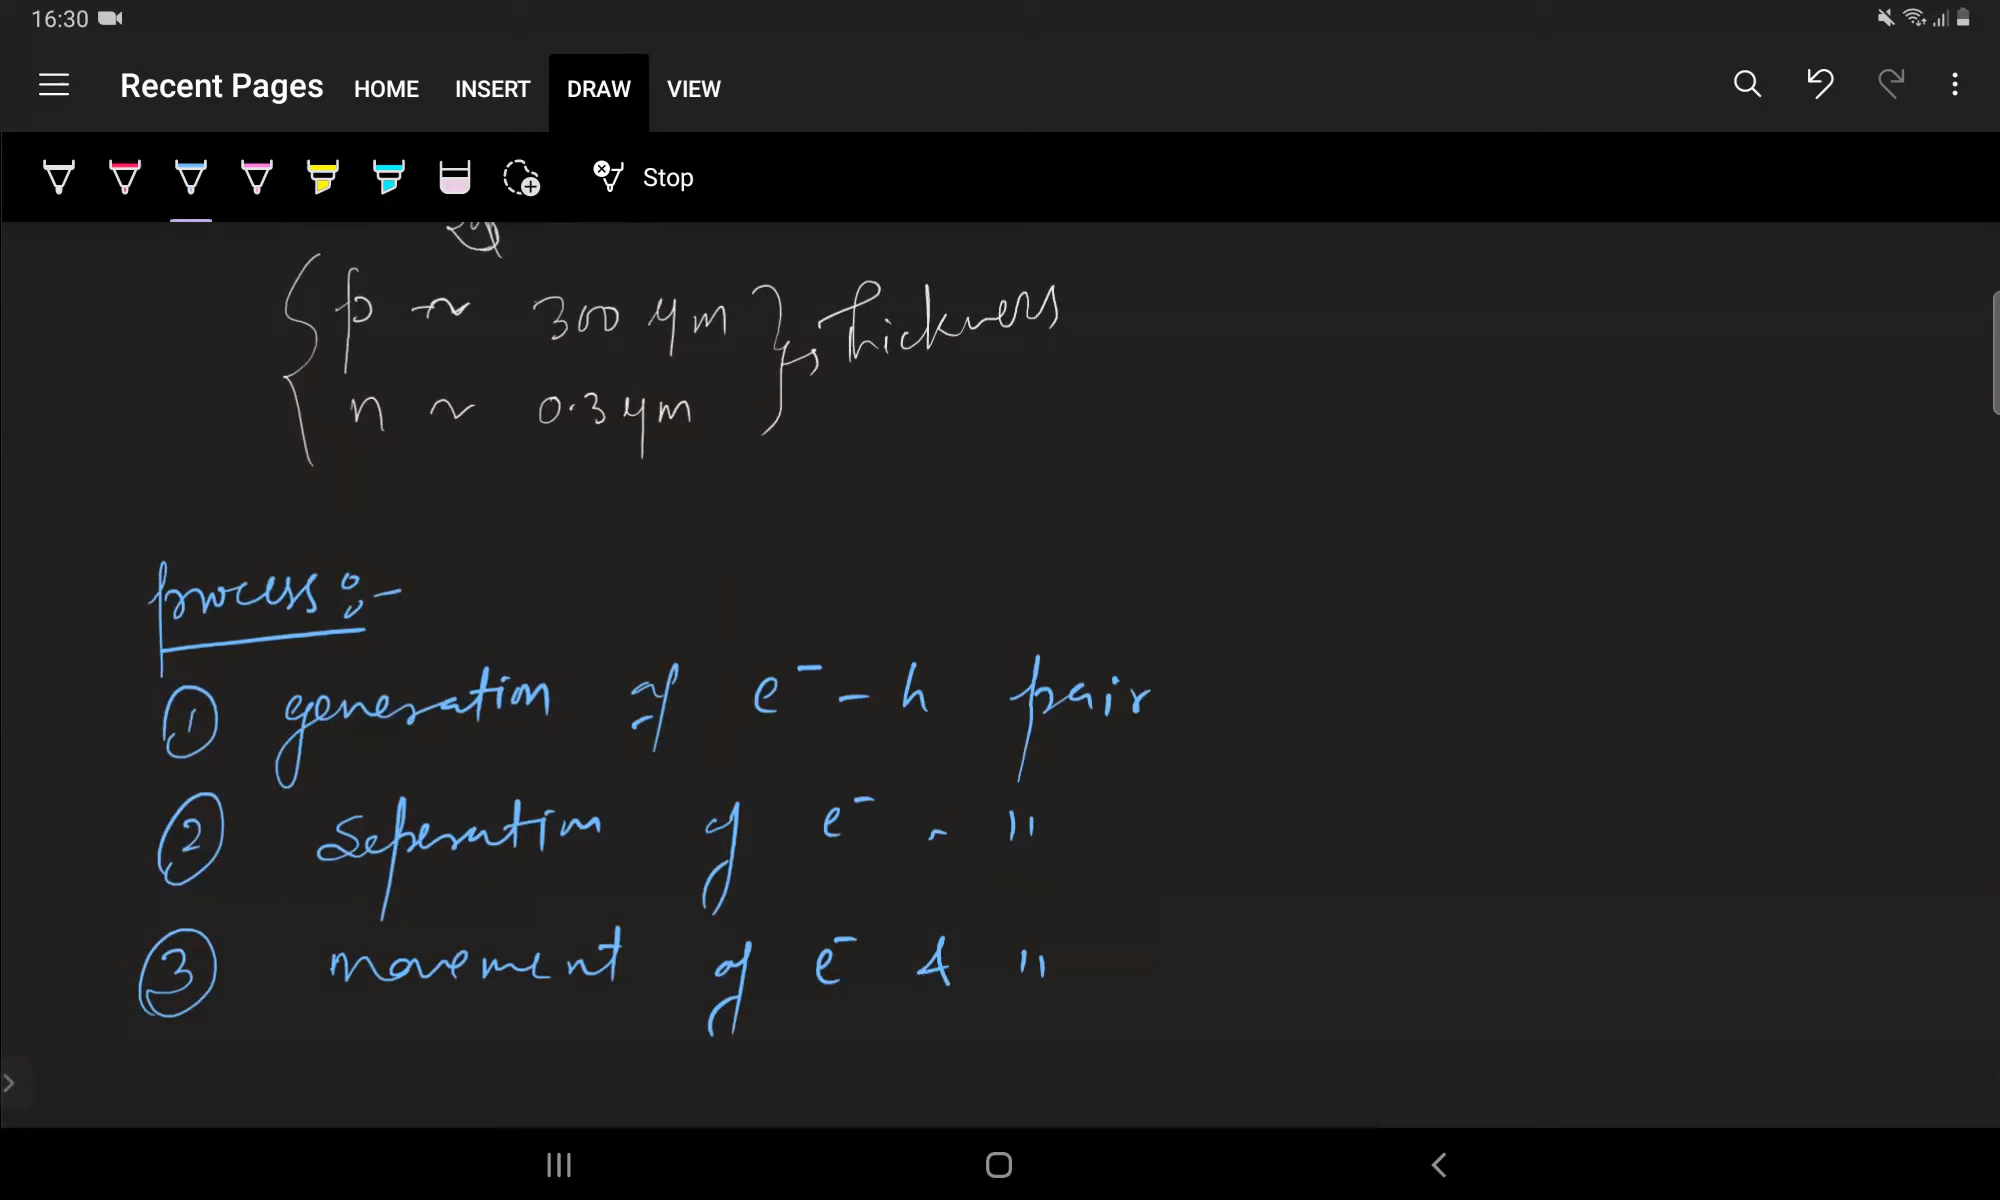 16:30
Recent Pages HOME INSERT DRAW VIEW
Stop
p ~ 300 μm
n ~ 0.3 μm
thickness
process :-
① generation of e⁻ - h pair
② seperation of e⁻ - "
③ movement of e⁻ & "